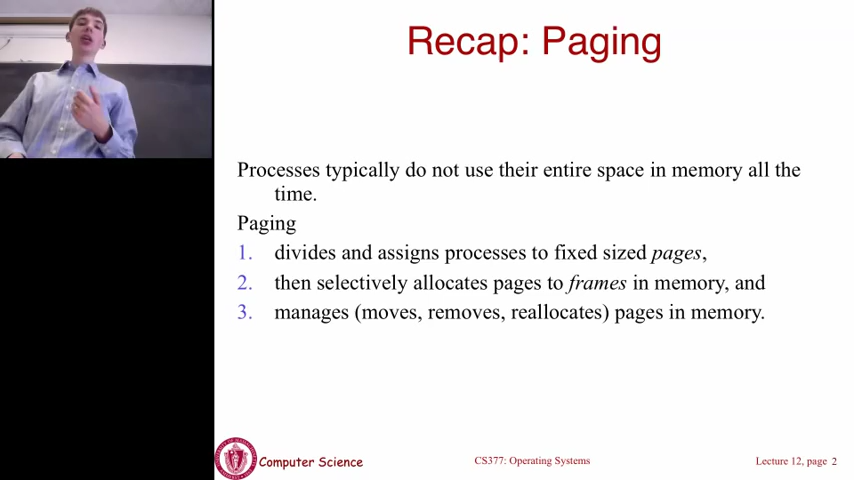 Recap: Paging
Processes typically do not use their entire space in memory all the
time.
Paging
1. divides and assigns processes to fixed sized pages,
2. then selectively allocates pages to frames in memory, and
3. manages (moves, removes, reallocates) pages in memory.
Computer Science
CS377: Operating Systems
Lecture 12, page 2